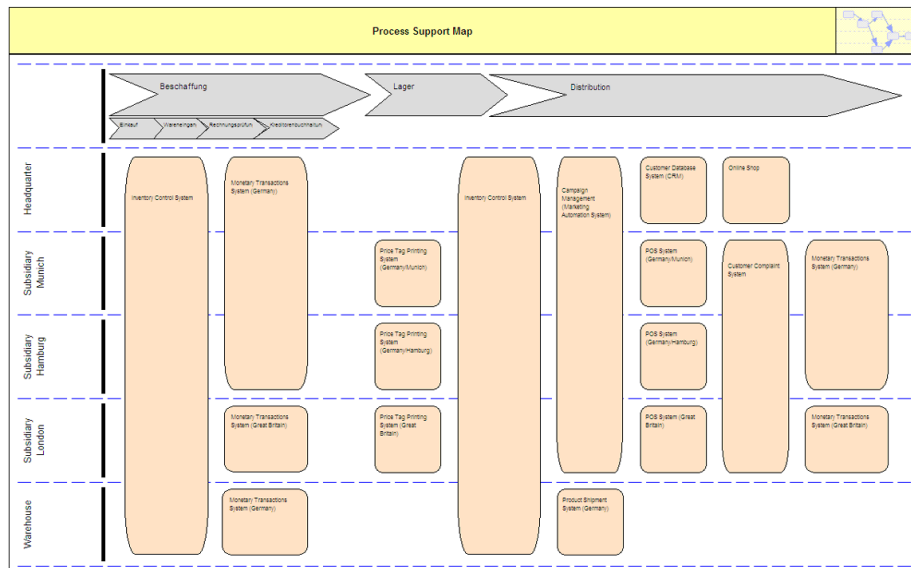 Process Support Map
Beschaffung
Lager
Distribution
Einkauf
Rechnungsprüfun
Headquarter
Inventory Control System
Monetary Transactions
System (Germany)
Inventory Control System
Campaign
Management
(Marketing
Automation System)
Customer Database
System (CRM)
Online Shop
Subsidiary
Munich
Price Tag Printing
System
(Germany/Munich)
POS System
(Germany/Munich)
Customer Complaint
System
Monetary Transactions
System (Germany)
Subsidiary
Hamburg
Price Tag Printing
System
(Germany/Hamburg)
POS System
(Germany/Hamburg)
Subsidiary
London
Monetary Transactions
System (Great Britain)
Price Tag Printing
System (Great
Britain)
POS System (Great
Britain)
Monetary Transactions
System (Great Britain)
Warehouse
Monetary Transactions
System (Germany)
Product Shipment
System (Germany)